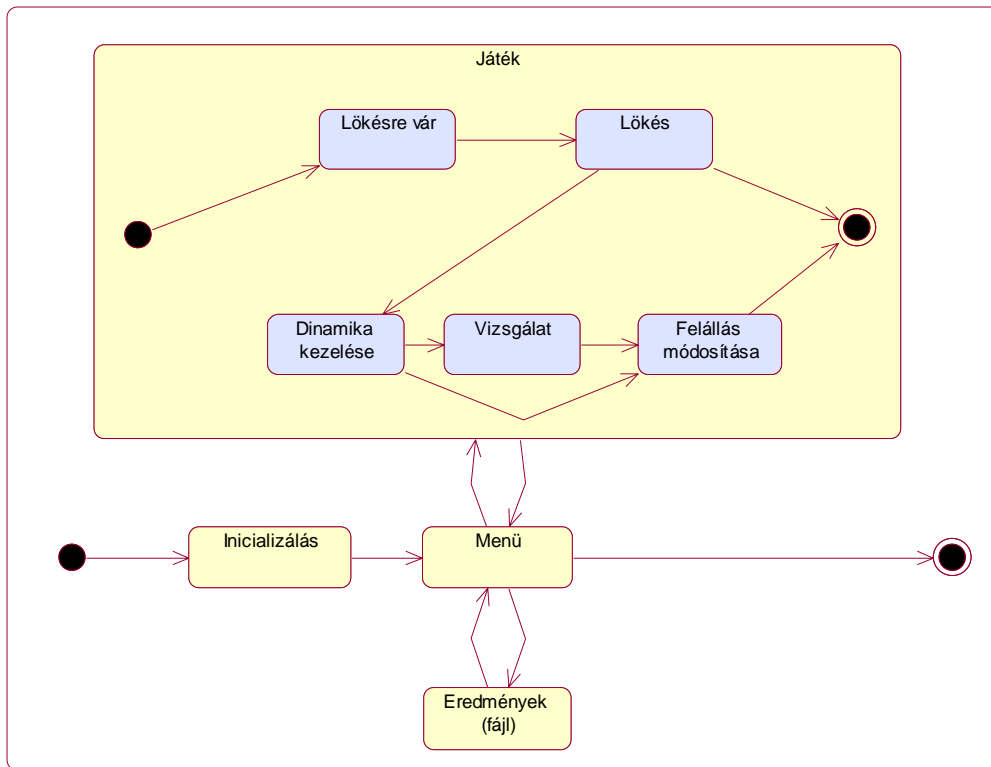 Játék
Lökésre vár
Lökés
Dinamika
kezelése
Vizsgálat
Felállás
módosítása
Inicializálás
Menü
Eredmények
(fájl)